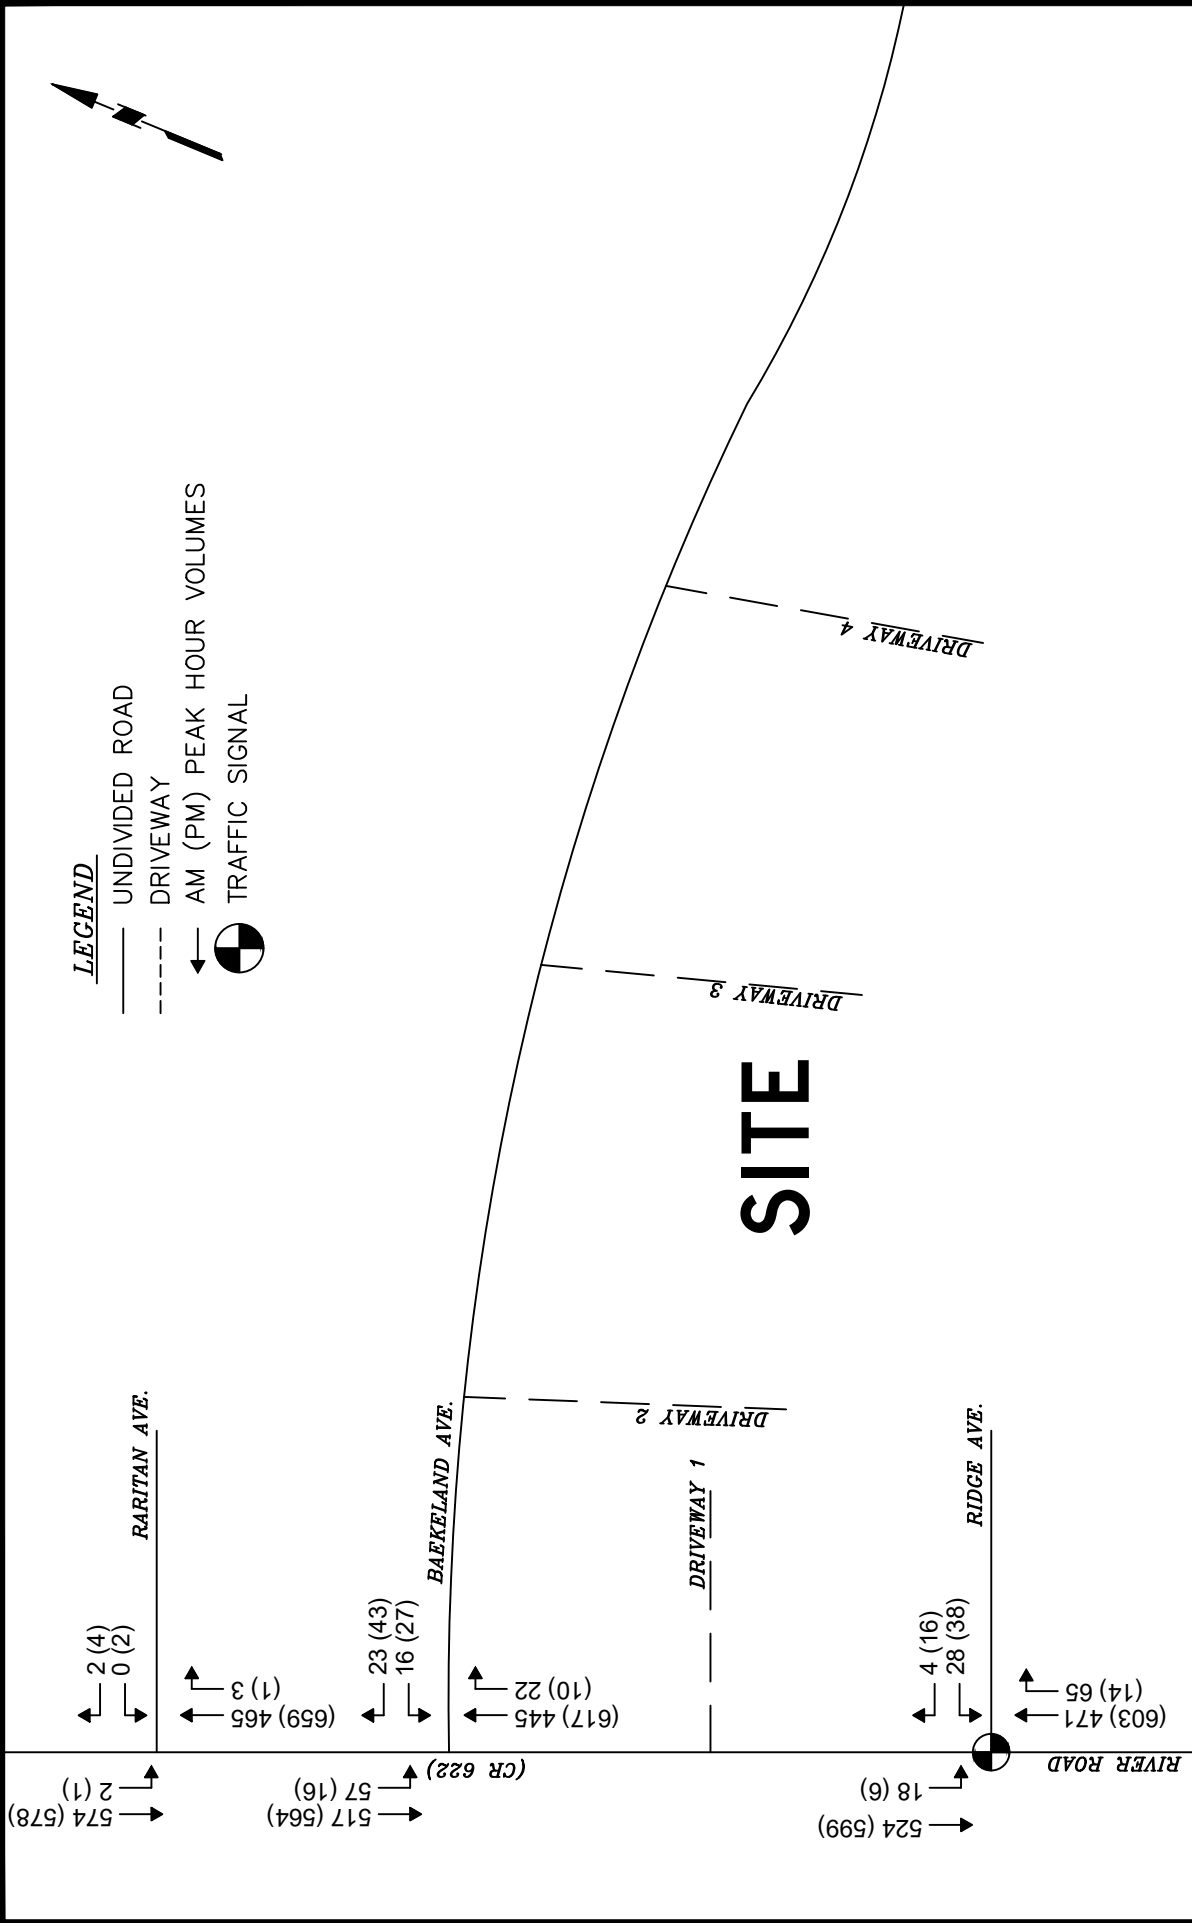 LEGEND
UNDIVIDED ROAD
DRIVEWAY
AM (PM) PEAK HOUR VOLUMES
TRAFFIC SIGNAL
RARITAN AVE.
2 (4)
0 (2)
(1) 3
(659) 465
2 (1)
574 (578)
BAEKELAND AVE.
23 (43)
16 (27)
(10) 22
(617) 445
57 (16)
517 (564)
(CR 622)
DRIVEWAY 1
DRIVEWAY 2
DRIVEWAY 3
DRIVEWAY 4
SITE
RIDGE AVE.
4 (16)
28 (38)
(14) 65
(603) 471
18 (6)
524 (599)
RIVER ROAD